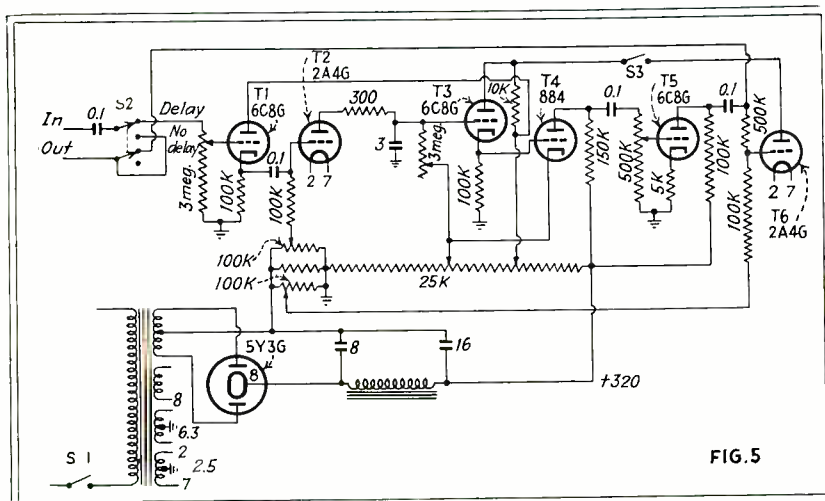 In
0.1
S2
Delay
No
delay
Out
3 meg.
T1
6C8G
100K
0.1
100K
T2
2A4G
2 7
300
3
3 meg.
T3
6C8G
100K
10K
T4
884
150K
0.1
500K
S3
T5
6C8G
5K
0.1
100K
500K
100K
2 7
T6
2A4G
100K
100K
25K
5Y3G
8
8
16
+320
8
6.3
2
2.5
7
S 1
FIG.5